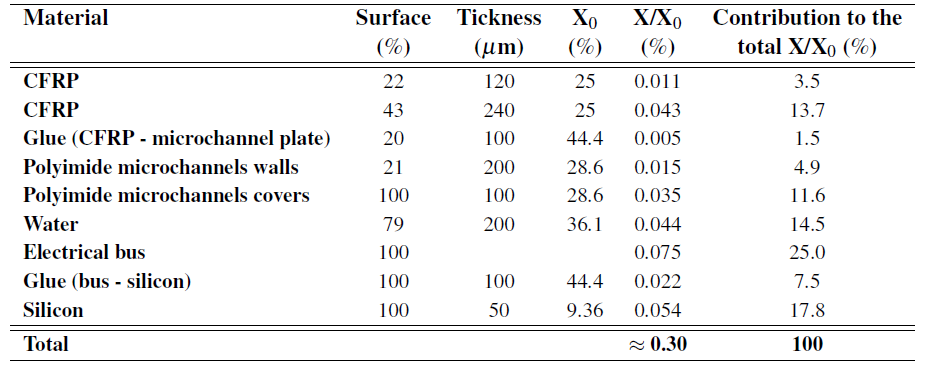 Material Surface Tickness X₀ X/X₀ Contribution to the
(%) (μm) (%) (%) total X/X₀ (%)
CFRP 22 120 25 0.011 3.5
CFRP 43 240 25 0.043 13.7
Glue (CFRP - microchannel plate) 20 100 44.4 0.005 1.5
Polyimide microchannels walls 21 200 28.6 0.015 4.9
Polyimide microchannels covers 100 100 28.6 0.035 11.6
Water 79 200 36.1 0.044 14.5
Electrical bus 100 0.075 25.0
Glue (bus - silicon) 100 100 44.4 0.022 7.5
Silicon 100 50 9.36 0.054 17.8
Total ≈ 0.30 100